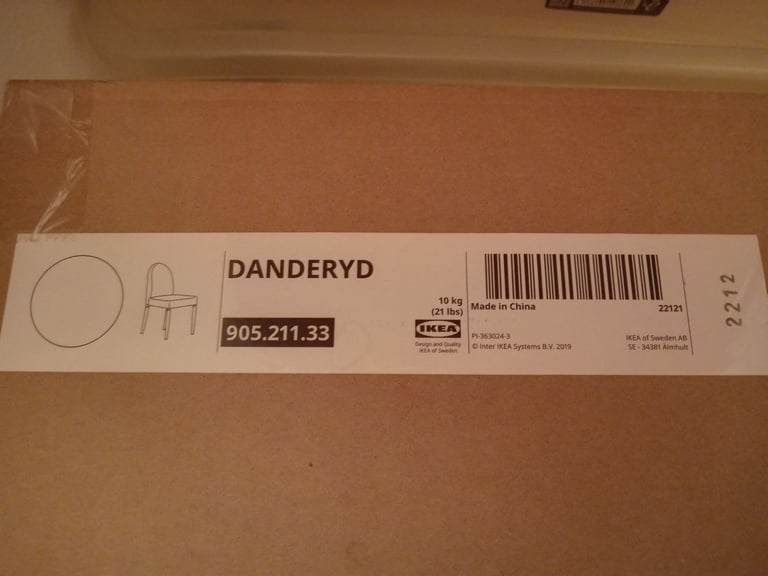 DANDERYD
905.211.33
10 kg
(21 lbs)
IKEA
Design and Quality
IKEA of Sweden
Made in China
22121
PI-363024-3
© Inter IKEA Systems B.V. 2019
IKEA of Sweden AB
SE - 34381 Älmhult
2212